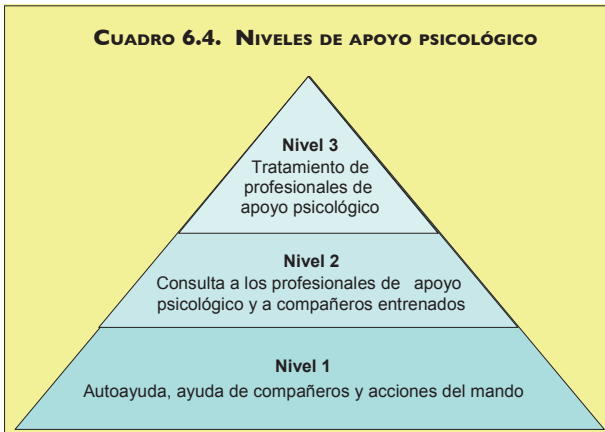 CUADRO 6.4. NIVELES DE APOYO PSICOLÓGICO
Nivel 3
Tratamiento de
profesionales de
apoyo psicológico
Nivel 2
Consulta a los profesionales de apoyo
psicológico y a compañeros entrenados
Nivel 1
Autoayuda, ayuda de compañeros y acciones del mando